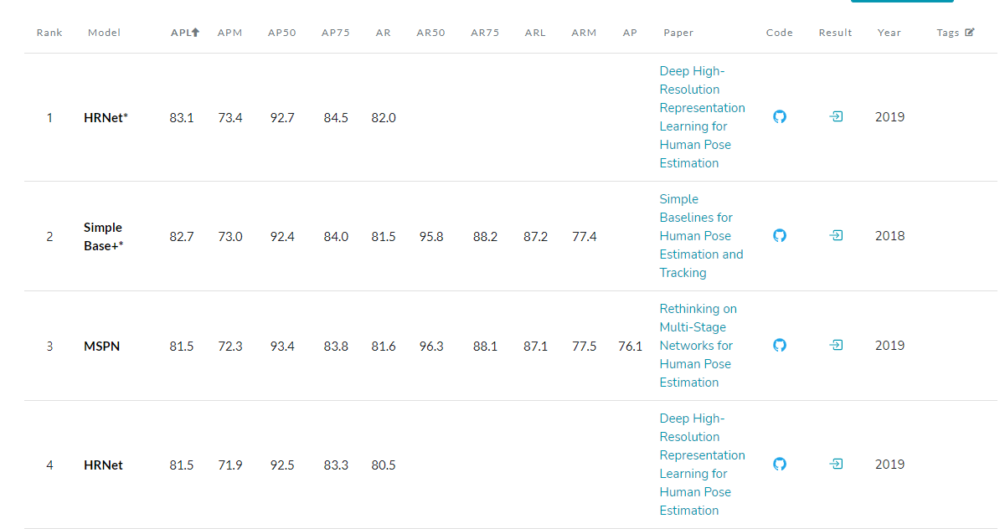 Rank Model APL APM AP50 AP75 AR AR50 AR75 ARL ARM AP Paper Code Result Year Tags
Deep High-
Resolution
Representation
1 HRNet* 83.1 73.4 92.7 84.5 82.0 2019
Learning for
Human Pose
Estimation
Simple
Baselines for
Simple
2 Base+* 82.7 73.0 92.4 84.0 81.5 95.8 88.2 87.2 77.4 Human Pose 2018
Estimation and
Tracking
Rethinking on
Multi-Stage
3 MSPN 81.5 72.3 93.4 83.8 81.6 96.3 88.1 87.1 77.5 76.1 Networks for 2019
Human Pose
Estimation
Deep High-
Resolution
Representation
4 HRNet 81.5 71.9 92.5 83.3 80.5 2019
Learning for
Human Pose
Estimation